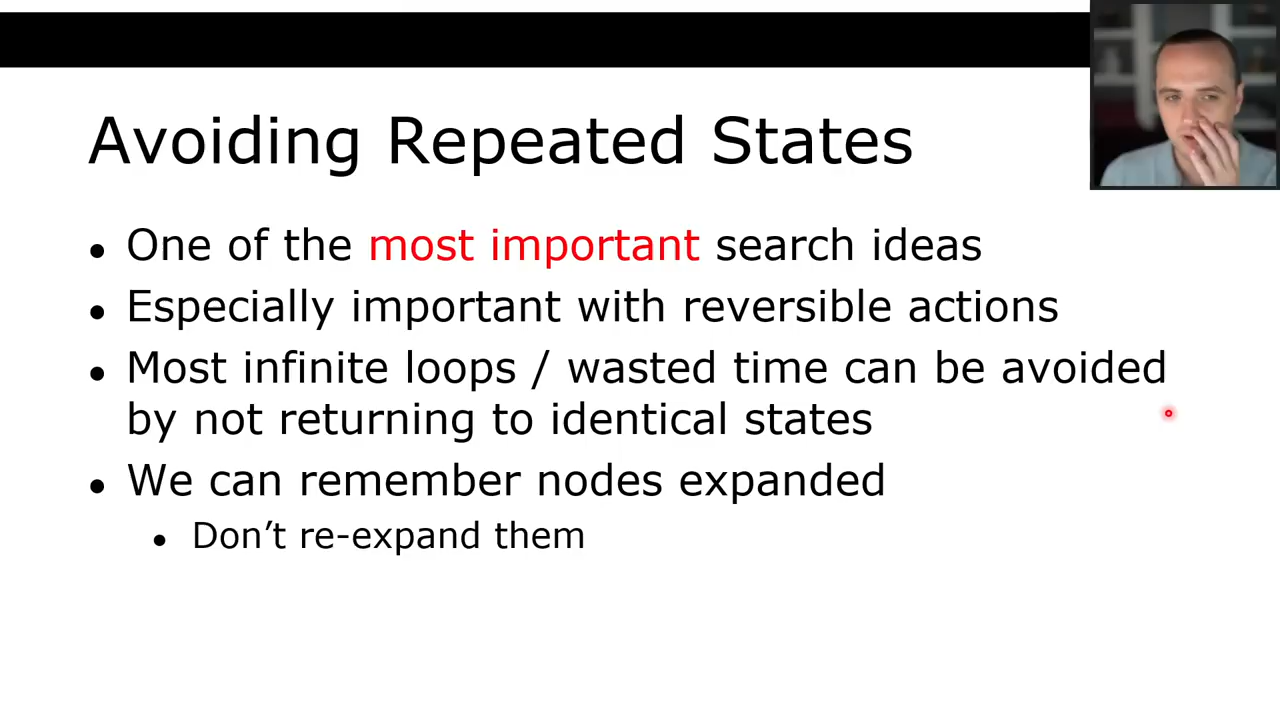 Avoiding Repeated States
• One of the most important search ideas
• Especially important with reversible actions
• Most infinite loops / wasted time can be avoided
by not returning to identical states
• We can remember nodes expanded
• Don’t re-expand them